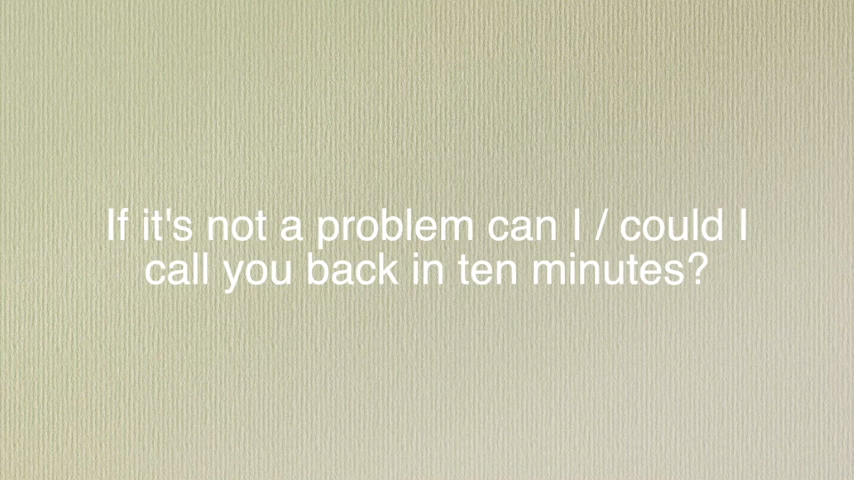 If it's not a problem can I / could I
call you back in ten minutes?